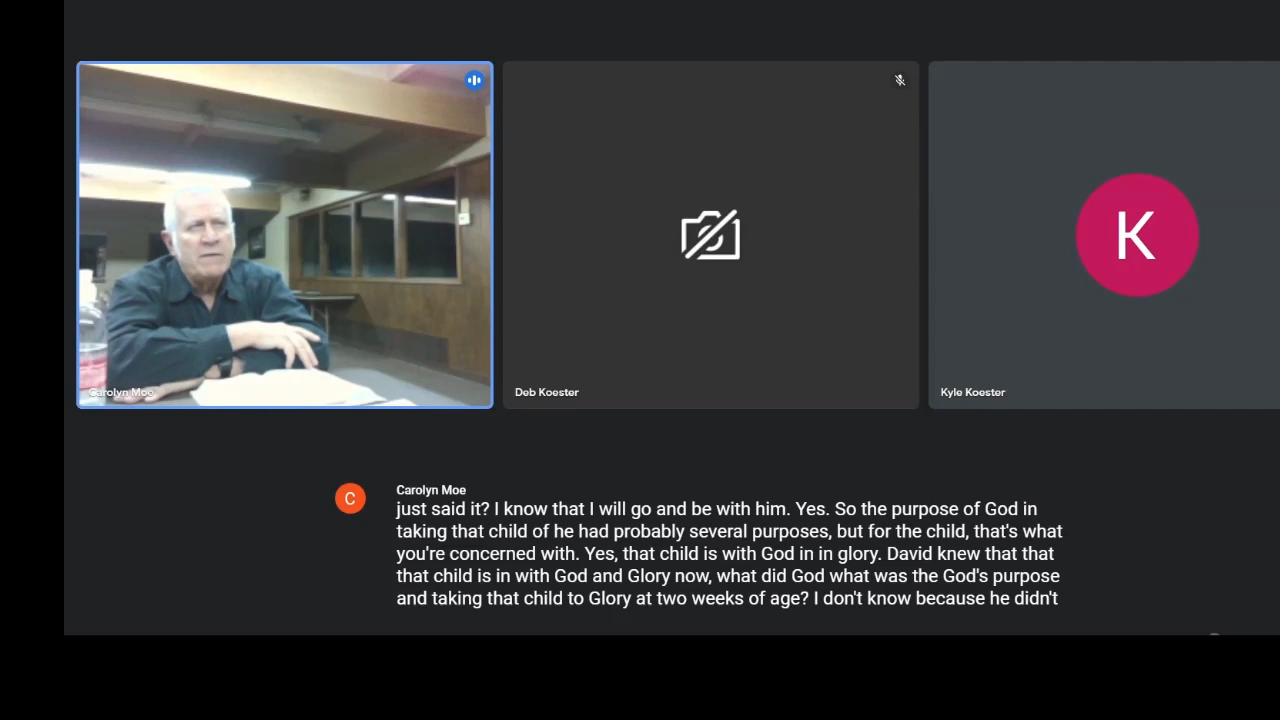 Carolyn Moe
Deb Koester
K
Kyle Koester
C
Carolyn Moe
just said it? I know that I will go and be with him. Yes. So the purpose of God in
taking that child of he had probably several purposes, but for the child, that's what
you're concerned with. Yes, that child is with God in in glory. David knew that that
that child is in with God and Glory now, what did God what was the God's purpose
and taking that child to Glory at two weeks of age? I don't know because he didn't